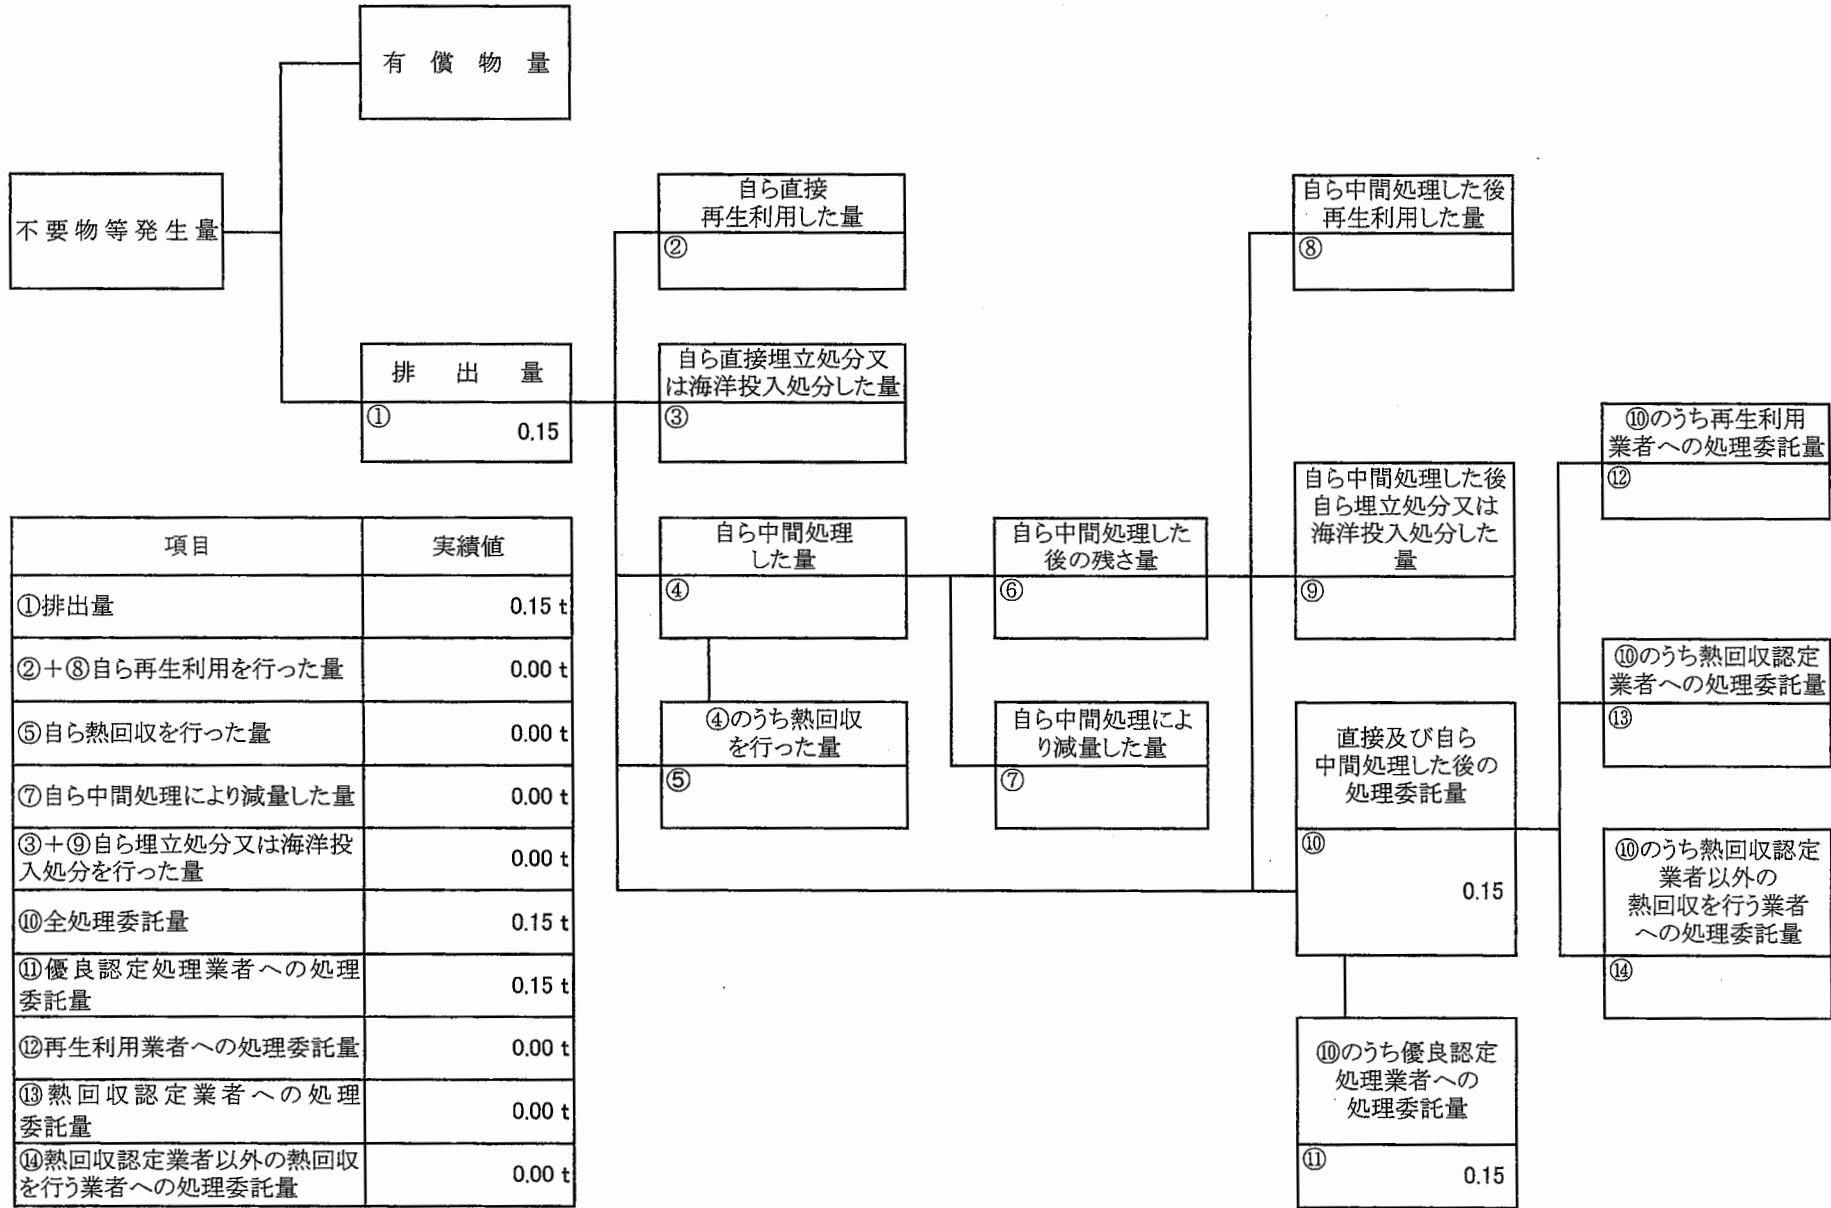 有償物量
不要物等発生量
排出量
①
0.15
自ら直接
再生利用した量
②
自ら直接埋立処分又
は海洋投入処分した量
③
自ら中間処理
した量
④
④のうち熱回収
を行った量
⑤
自ら中間処理した
後の残さ量
⑥
自ら中間処理によ
り減量した量
⑦
自ら中間処理した後
再生利用した量
⑧
自ら中間処理した後
自ら埋立処分又は
海洋投入処分した
量
⑨
直接及び自ら
中間処理した後の
処理委託量
⑩
0.15
⑩のうち優良認定
処理業者への
処理委託量
⑪
0.15
⑩のうち再生利用
業者への処理委託量
⑫
⑩のうち熱回収認定
業者への処理委託量
⑬
⑩のうち熱回収認定
業者以外の
熱回収を行う業者
への処理委託量
⑭
項目 実績値
①排出量 0.15 t
②+⑧自ら再生利用を行った量 0.00 t
⑤自ら熱回収を行った量 0.00 t
⑦自ら中間処理により減量した量 0.00 t
③+⑨自ら埋立処分又は海洋投
入処分を行った量 0.00 t
⑩全処理委託量 0.15 t
⑪優良認定処理業者への処理
委託量 0.15 t
⑫再生利用業者への処理委託量 0.00 t
⑬熱回収認定業者への処理
委託量 0.00 t
⑭熱回収認定業者以外の熱回収
を行う業者への処理委託量 0.00 t